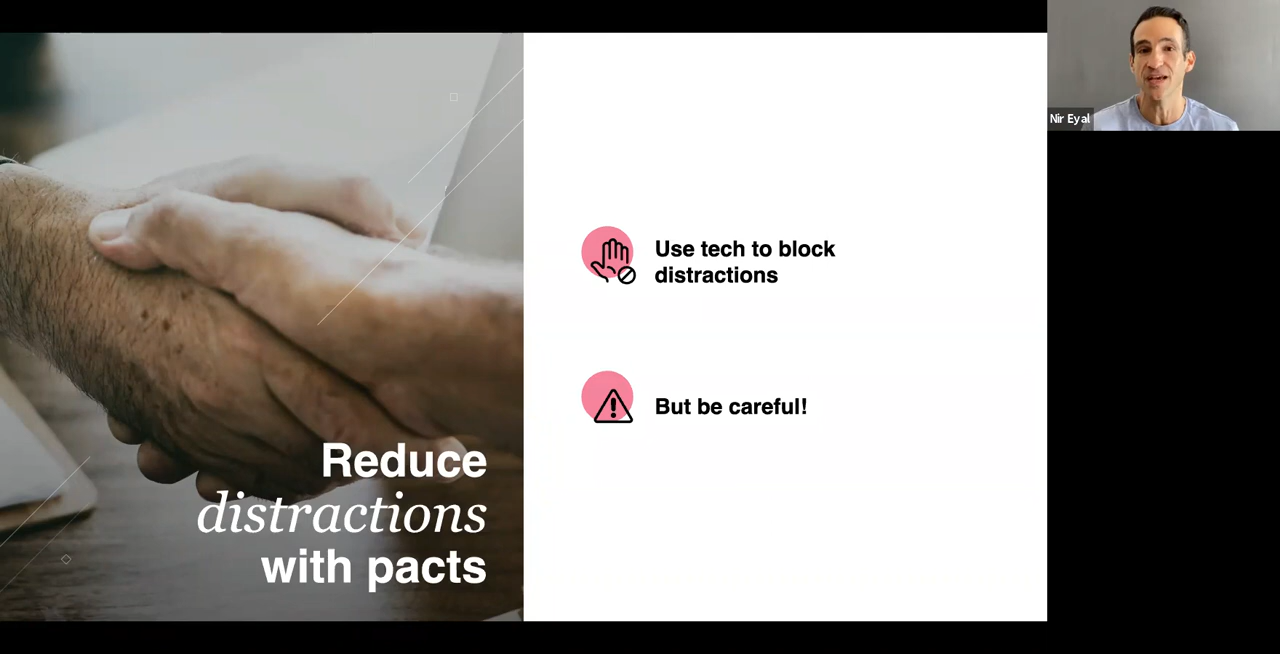 Reduce
distractions
with pacts
Use tech to block
distractions
But be careful!
Nir Eyal